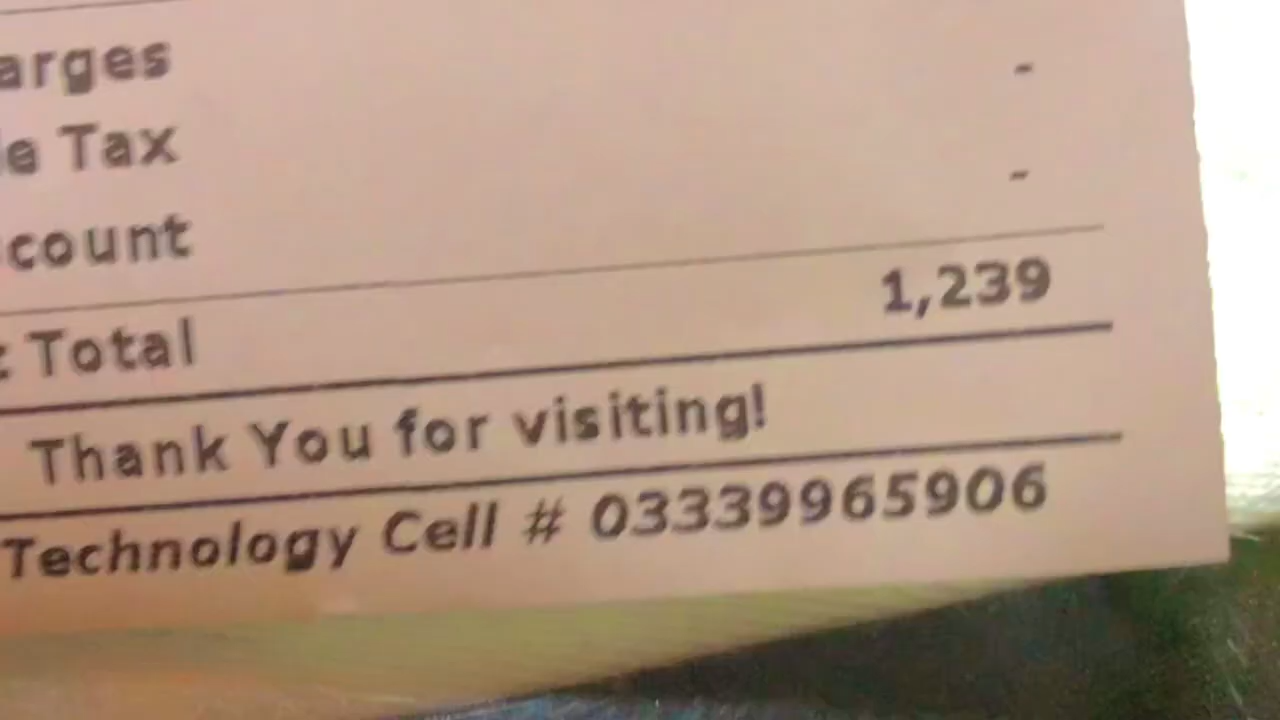 arges -
e Tax -
count
Total 1,239
Thank You for visiting!
Technology Cell # 03339965906